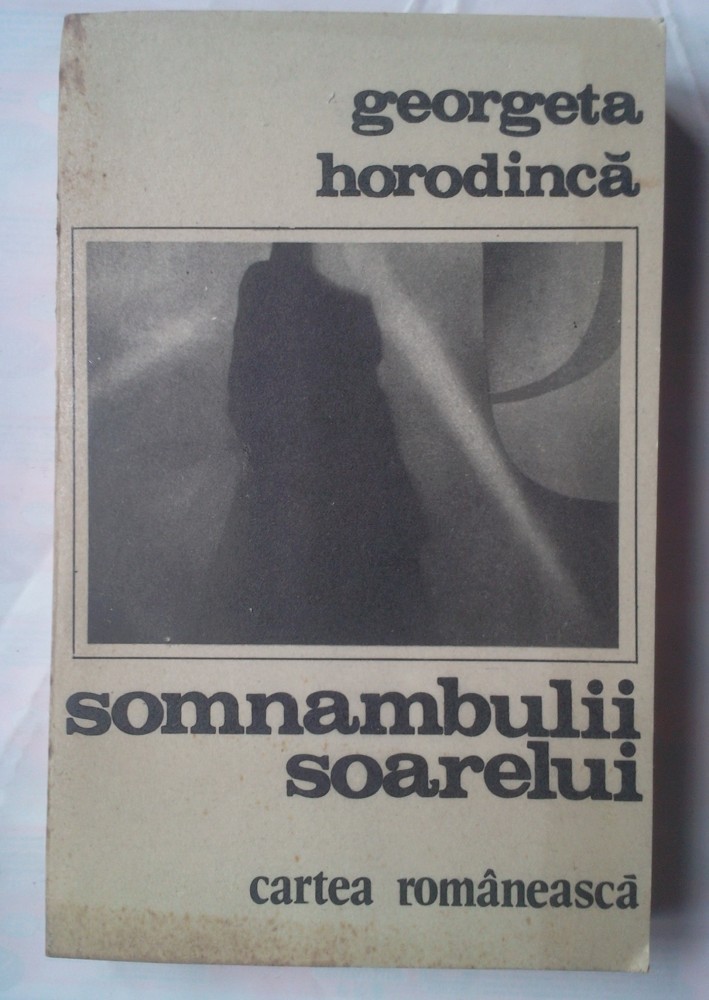 georgeta
horodincă
somnambulii
soarelui
cartea românească